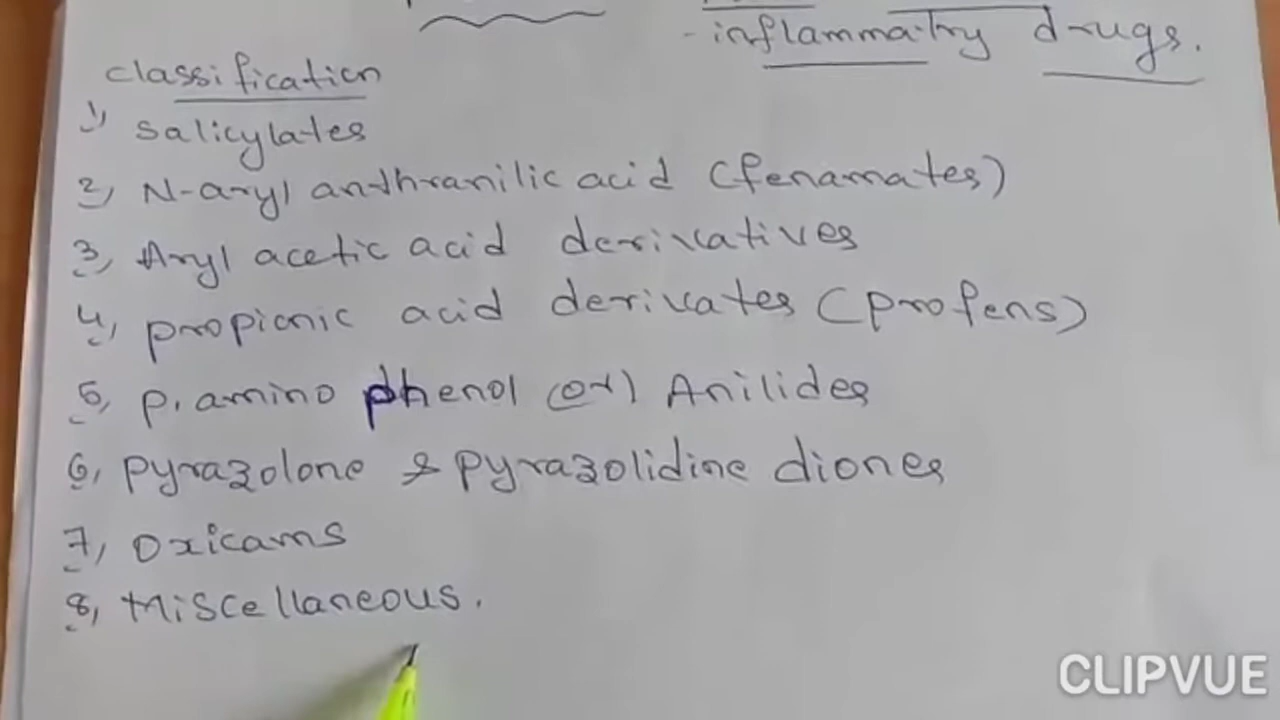 -inflammatry drugs.
classification
1) salicylates
2) N-aryl anthranilic acid (fenamates)
3) Aryl acetic acid derivatives
4) propionic acid derivates (profens)
5) p. amino phenol (or) Anilides
6) pyrazolone & pyrazolidine diones
7) oxicams
8) Miscellaneous.
CLIPVUE